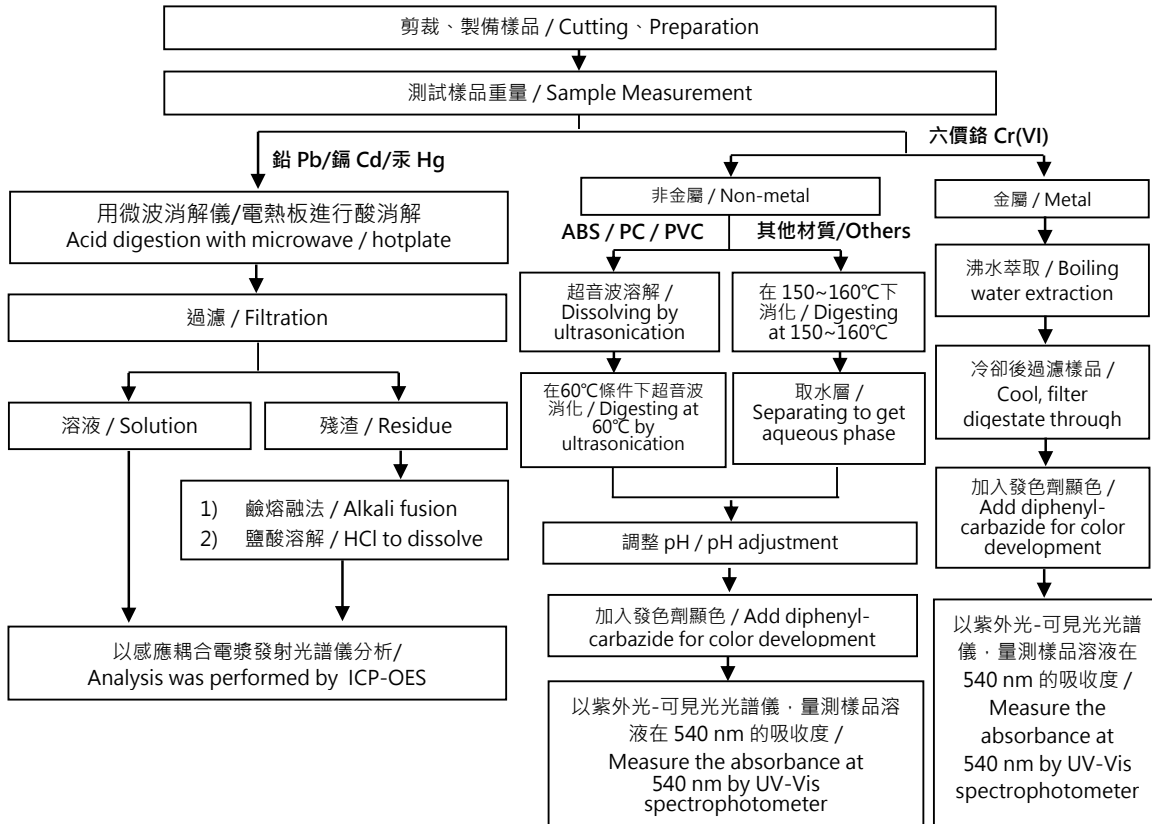 剪裁、製備樣品 / Cutting、Preparation
測試樣品重量 / Sample Measurement
鉛 Pb/鎘 Cd/汞 Hg
六價鉻 Cr(VI)
用微波消解儀/電熱板進行酸消解
Acid digestion with microwave / hotplate
過濾 / Filtration
溶液 / Solution
殘渣 / Residue
1) 鹼熔融法 / Alkali fusion
2) 鹽酸溶解 / HCl to dissolve
以感應耦合電漿發射光譜儀分析/
Analysis was performed by ICP-OES
非金屬 / Non-metal
ABS / PC / PVC
其他材質/Others
超音波溶解 /
Dissolving by
ultrasonication
在 150~160℃下
消化 / Digesting
at 150~160℃
在60℃條件下超音波
消化 / Digesting at
60℃ by
ultrasonication
取水層 /
Separating to get
aqueous phase
調整 pH / pH adjustment
加入發色劑顯色 / Add diphenyl-
carbazide for color development
以紫外光-可見光光譜儀，量測樣品溶
液在 540 nm 的吸收度 /
Measure the absorbance at
540 nm by UV-Vis
spectrophotometer
金屬 / Metal
沸水萃取 / Boiling
water extraction
冷卻後過濾樣品 /
Cool, filter
digestate through
加入發色劑顯色 /
Add diphenyl-
carbazide for color
development
以紫外光-可見光光譜
儀，量測樣品溶液在
540 nm 的吸收度 /
Measure the
absorbance at
540 nm by UV-Vis
spectrophotometer